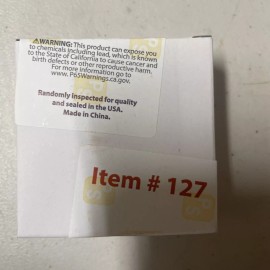 ⚠WARNING: This product can expose you
to chemicals including lead, which is known
to the State of California to cause cancer and
birth defects or other reproductive harm.
For more information go to
www.P65Warnings.ca.gov.
Randomly inspected for quality
and sealed in the USA.
Made in China.
Item # 127